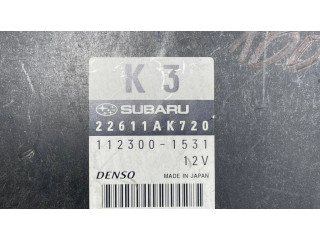 K 3
SUBARU
22611AK720
112300-1531
12V
DENSO MADE IN JAPAN